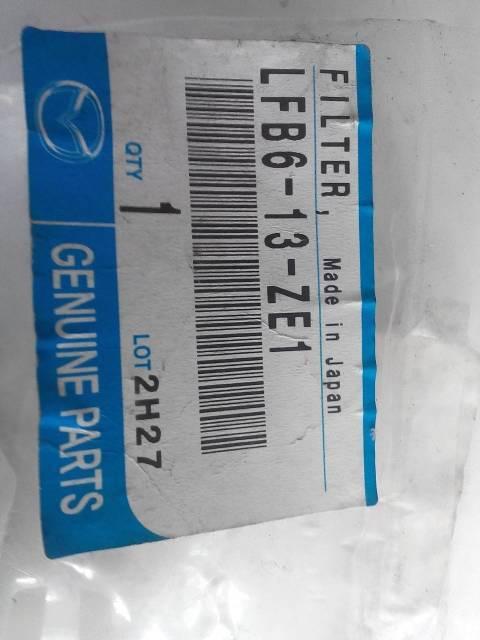 FILTER,
Made in Japan
LFB6-13-ZE1
QTY 1
LOT 2H27
GENUINE PARTS